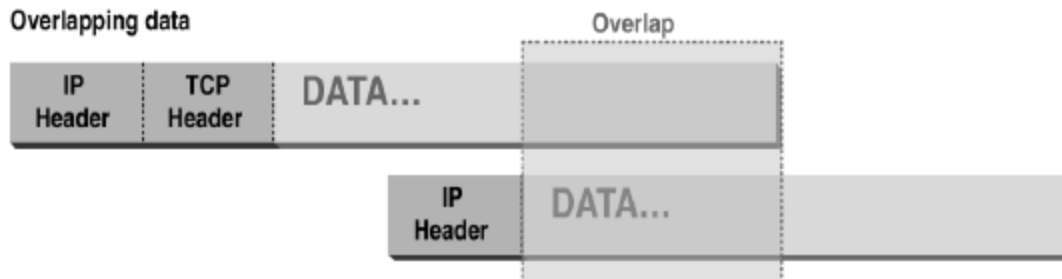 Overlapping data
Overlap
IP
Header
TCP
Header
DATA...
IP
Header
DATA...